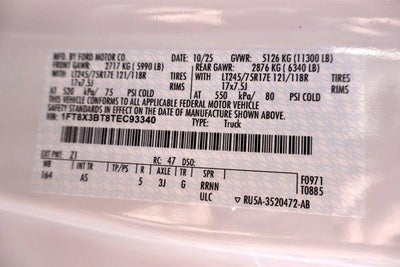 MFD. BY FORD MOTOR CO. 10/25 GVWR: 5126 KG (11300 LB)
FRONT GAWR: 2717 KG (5990 LB) REAR GAWR: 2876 KG (6340 LB)
LT245/75R17E 121/118R TIRES LT245/75R17E 121/118R TIRES
17x7.5J RIMS 17x7.5J RIMS
AT 520 kPa/ 75 PSI COLD AT 550 kPa/ 80 PSI COLD
THIS VEHICLE CONFORMS TO ALL APPLICABLE FEDERAL MOTOR VEHICLE
SAFETY STANDARDS IN EFFECT ON THE DATE OF MANUFACTURE SHOWN ABOVE.
VIN: 1FT8X3BT8TEC93340
TYPE: Truck
EXT PNT: Z1 RC: 47 DSO:
WB INT TR TP/PS R AXLE TR SPR F0971
164 AS 5 3J G RRNN T0885
ULC RU5A-3520472-AB